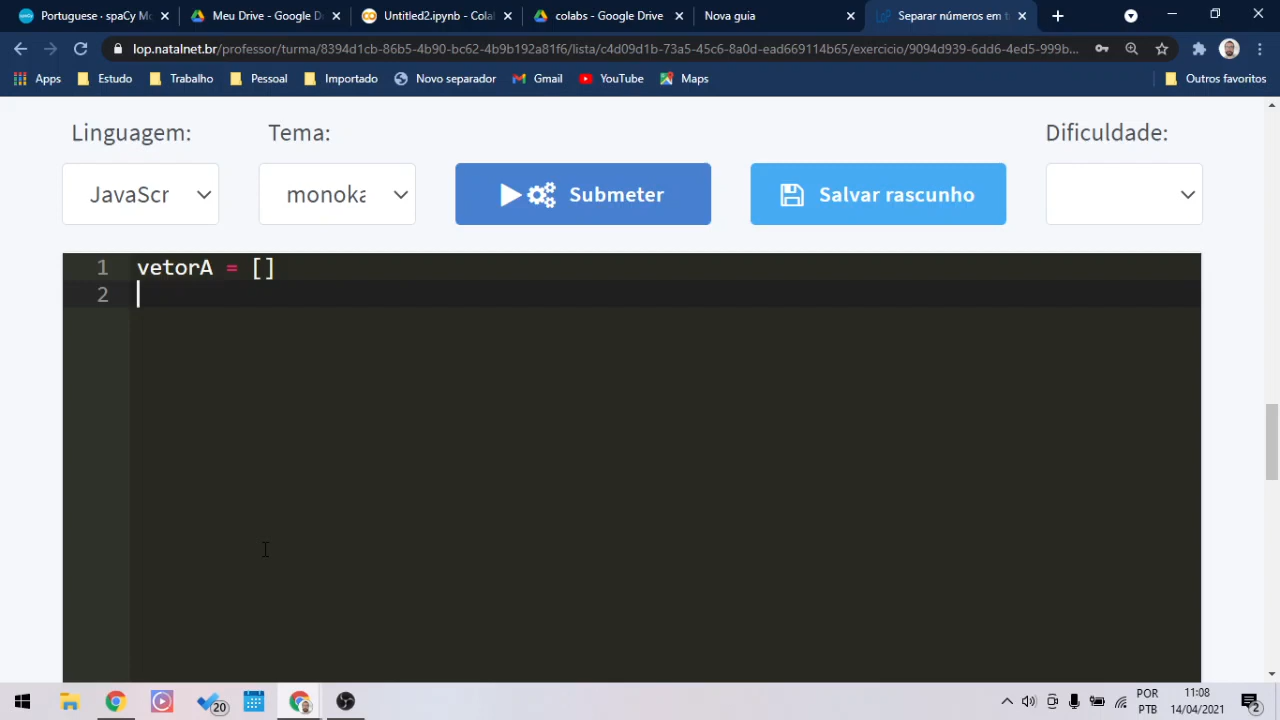 Portuguese · spaCy Mo
Meu Drive - Google D
Untitled2.ipynb - Colab
colabs - Google Drive
Nova guia
Separar números em ta
lop.natalnet.br/professor/turma/8394d1cb-86b5-4b90-bc62-4b9b192a81f6/lista/c4d09d1b-73a5-45c6-8a0d-ead669114b65/exercicio/9094d939-6dd6-4ed5-999b...
Apps Estudo Trabalho Pessoal Importado Novo separador Gmail YouTube Maps Outros favoritos
Linguagem: Tema: Dificuldade:
JavaScr monoka Submeter Salvar rascunho
1 vetorA = []
2
20 POR 11:08
PTB 14/04/2021 2